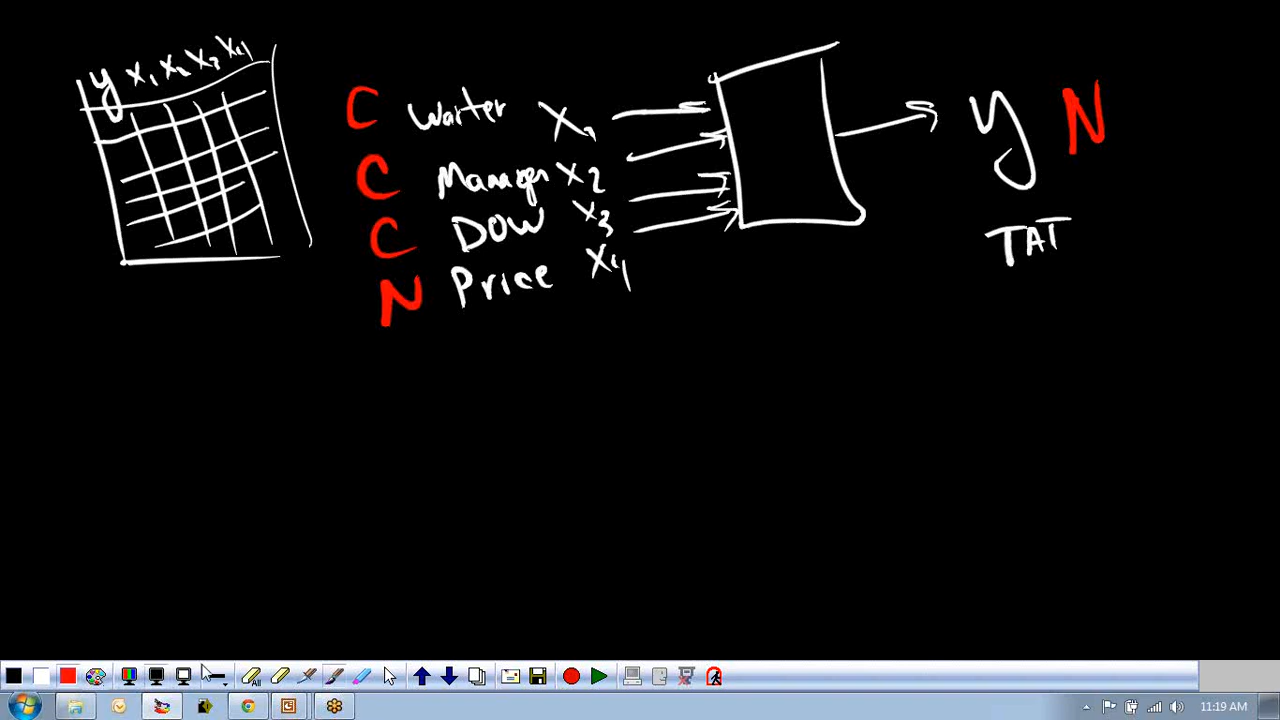 y x1 x2 x3 x4
C Waiter X1
C Manager x2
C DOW x3
N Price x4
y N
TAT
11:19 AM